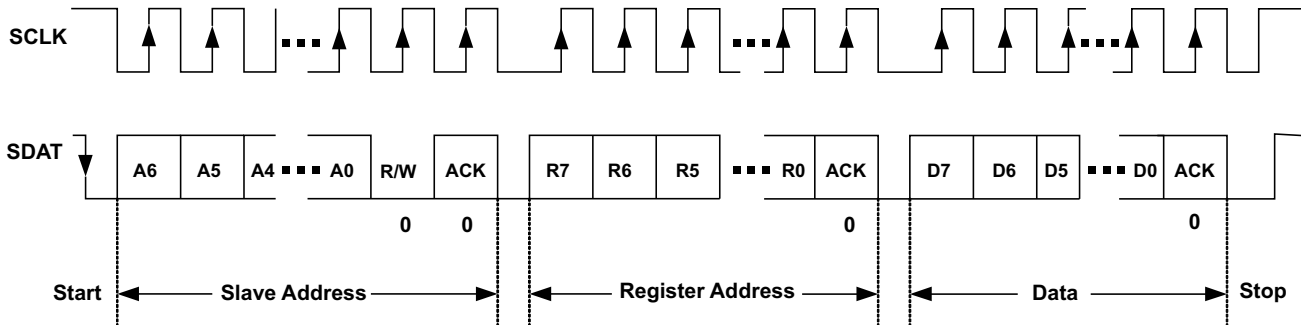 SCLK
SDAT
A6 A5 A4 A0 R/W ACK R7 R6 R5 R0 ACK D7 D6 D5 D0 ACK
0 0 0 0
Start Slave Address Register Address Data Stop